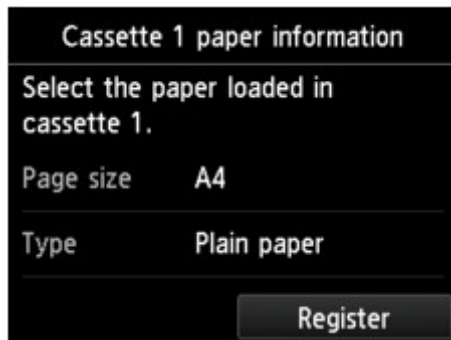 Cassette 1 paper information
Select the paper loaded in
cassette 1.
Page size A4
Type Plain paper
Register